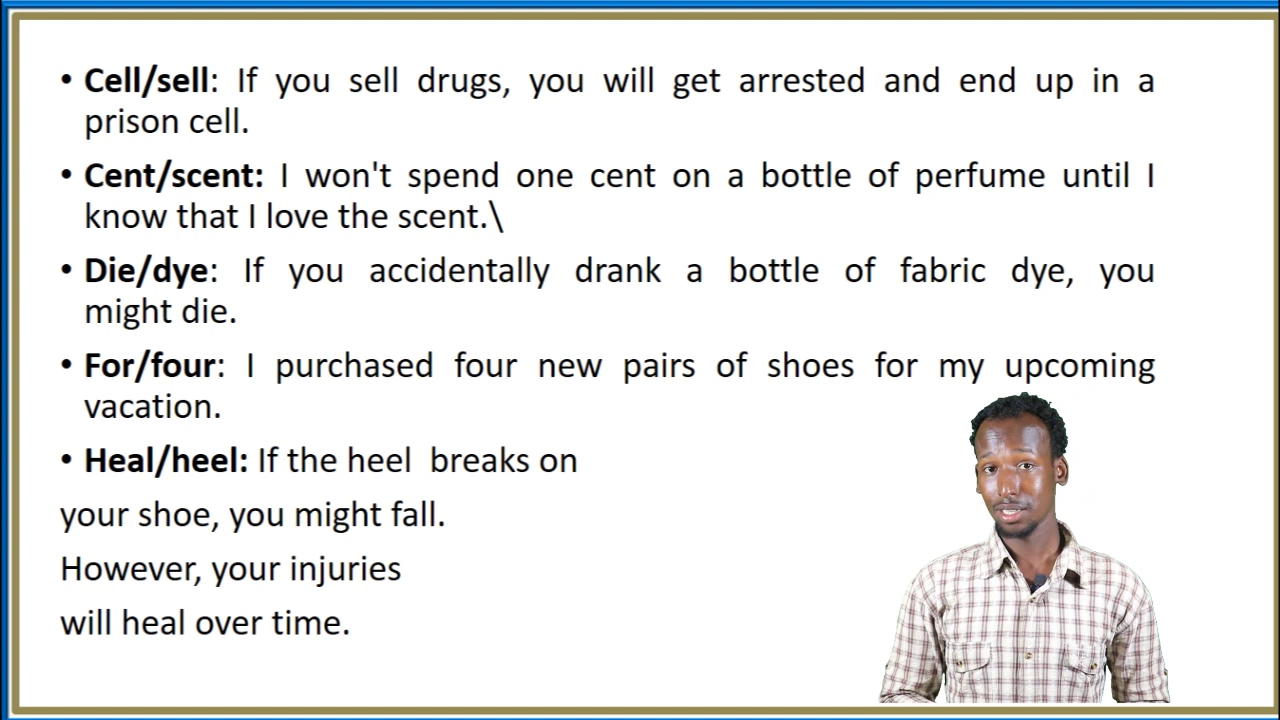 • Cell/sell: If you sell drugs, you will get arrested and end up in a
prison cell.
• Cent/scent: I won't spend one cent on a bottle of perfume until I
know that I love the scent.\
• Die/dye: If you accidentally drank a bottle of fabric dye, you
might die.
• For/four: I purchased four new pairs of shoes for my upcoming
vacation.
• Heal/heel: If the heel  breaks on
your shoe, you might fall.
However, your injuries
will heal over time.